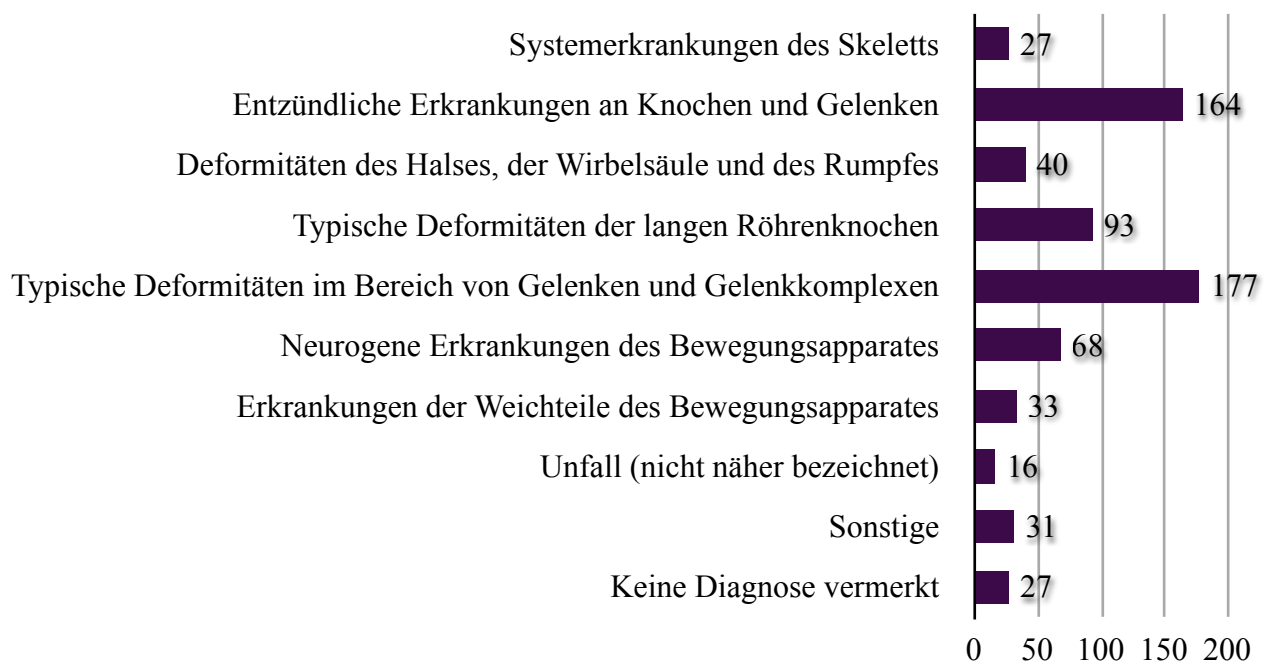 Systemerkrankungen des Skeletts 27
Entzündliche Erkrankungen an Knochen und Gelenken 164
Deformitäten des Halses, der Wirbelsäule und des Rumpfes 40
Typische Deformitäten der langen Röhrenknochen 93
Typische Deformitäten im Bereich von Gelenken und Gelenkkomplexen 177
Neurogene Erkrankungen des Bewegungsapparates 68
Erkrankungen der Weichteile des Bewegungsapparates 33
Unfall (nicht näher bezeichnet) 16
Sonstige 31
Keine Diagnose vermerkt 27
0 50 100 150 200